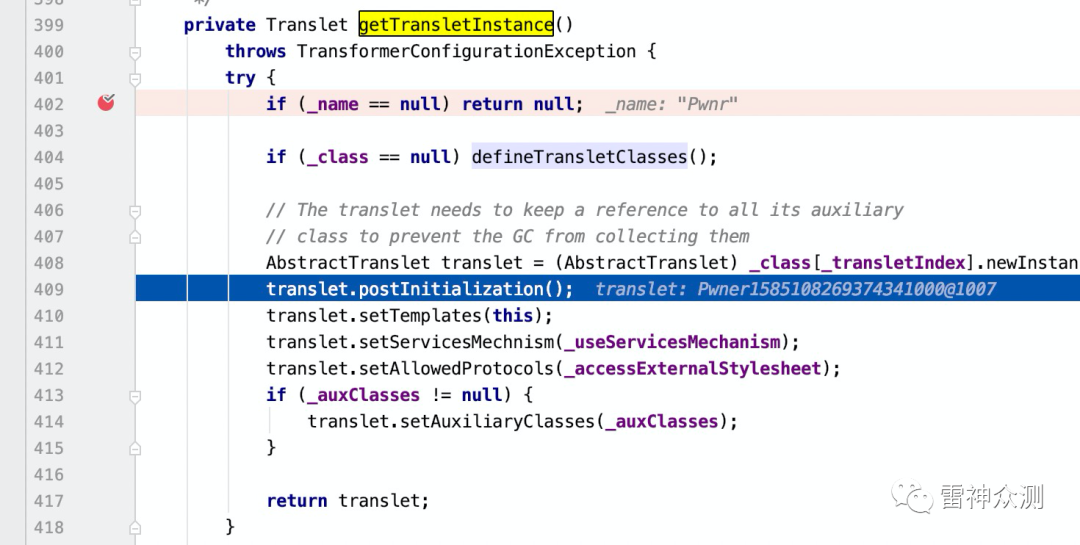 398 */
399 private Translet getTransletInstance()
400 throws TransformerConfigurationException {
401 try {
402 if (_name == null) return null; _name: "Pwnr"
403
404 if (_class == null) defineTransletClasses();
405
406 // The translet needs to keep a reference to all its auxiliary
407 // class to prevent the GC from collecting them
408 AbstractTranslet translet = (AbstractTranslet) _class[_transletIndex].newInstan
409 translet.postInitialization(); translet: Pwner1585108269374341000@1007
410 translet.setTemplates(this);
411 translet.setServicesMechnism(_useServicesMechanism);
412 translet.setAllowedProtocols(_accessExternalStylesheet);
413 if (_auxClasses != null) {
414 translet.setAuxiliaryClasses(_auxClasses);
415 }
416
417 return translet;
418 }
雷神众测